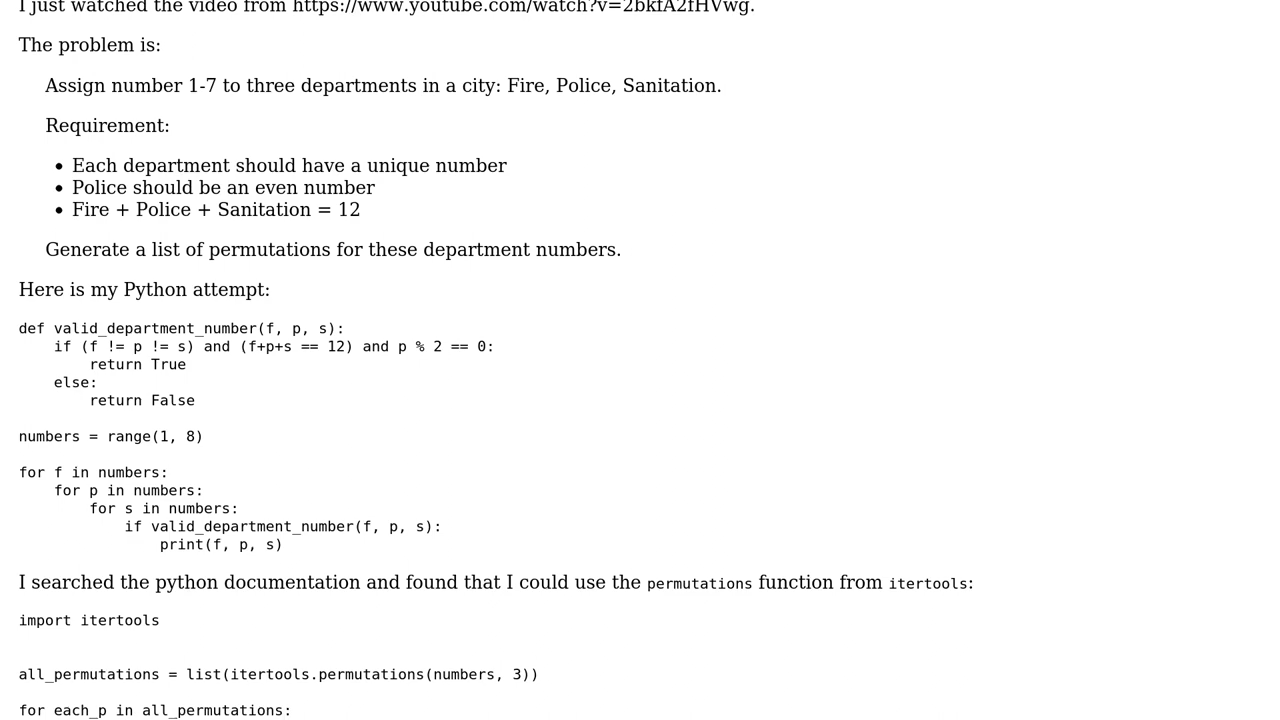 I just watched the video from https://www.youtube.com/watch?v=2bkfA2fHVwg.
The problem is:
Assign number 1-7 to three departments in a city: Fire, Police, Sanitation.
Requirement:
• Each department should have a unique number
• Police should be an even number
• Fire + Police + Sanitation = 12
Generate a list of permutations for these department numbers.
Here is my Python attempt:
def valid_department_number(f, p, s):
    if (f != p != s) and (f+p+s == 12) and p % 2 == 0:
        return True
    else:
        return False
numbers = range(1, 8)
for f in numbers:
    for p in numbers:
        for s in numbers:
            if valid_department_number(f, p, s):
                print(f, p, s)
I searched the python documentation and found that I could use the permutations function from itertools:
import itertools
all_permutations = list(itertools.permutations(numbers, 3))
for each_p in all_permutations: